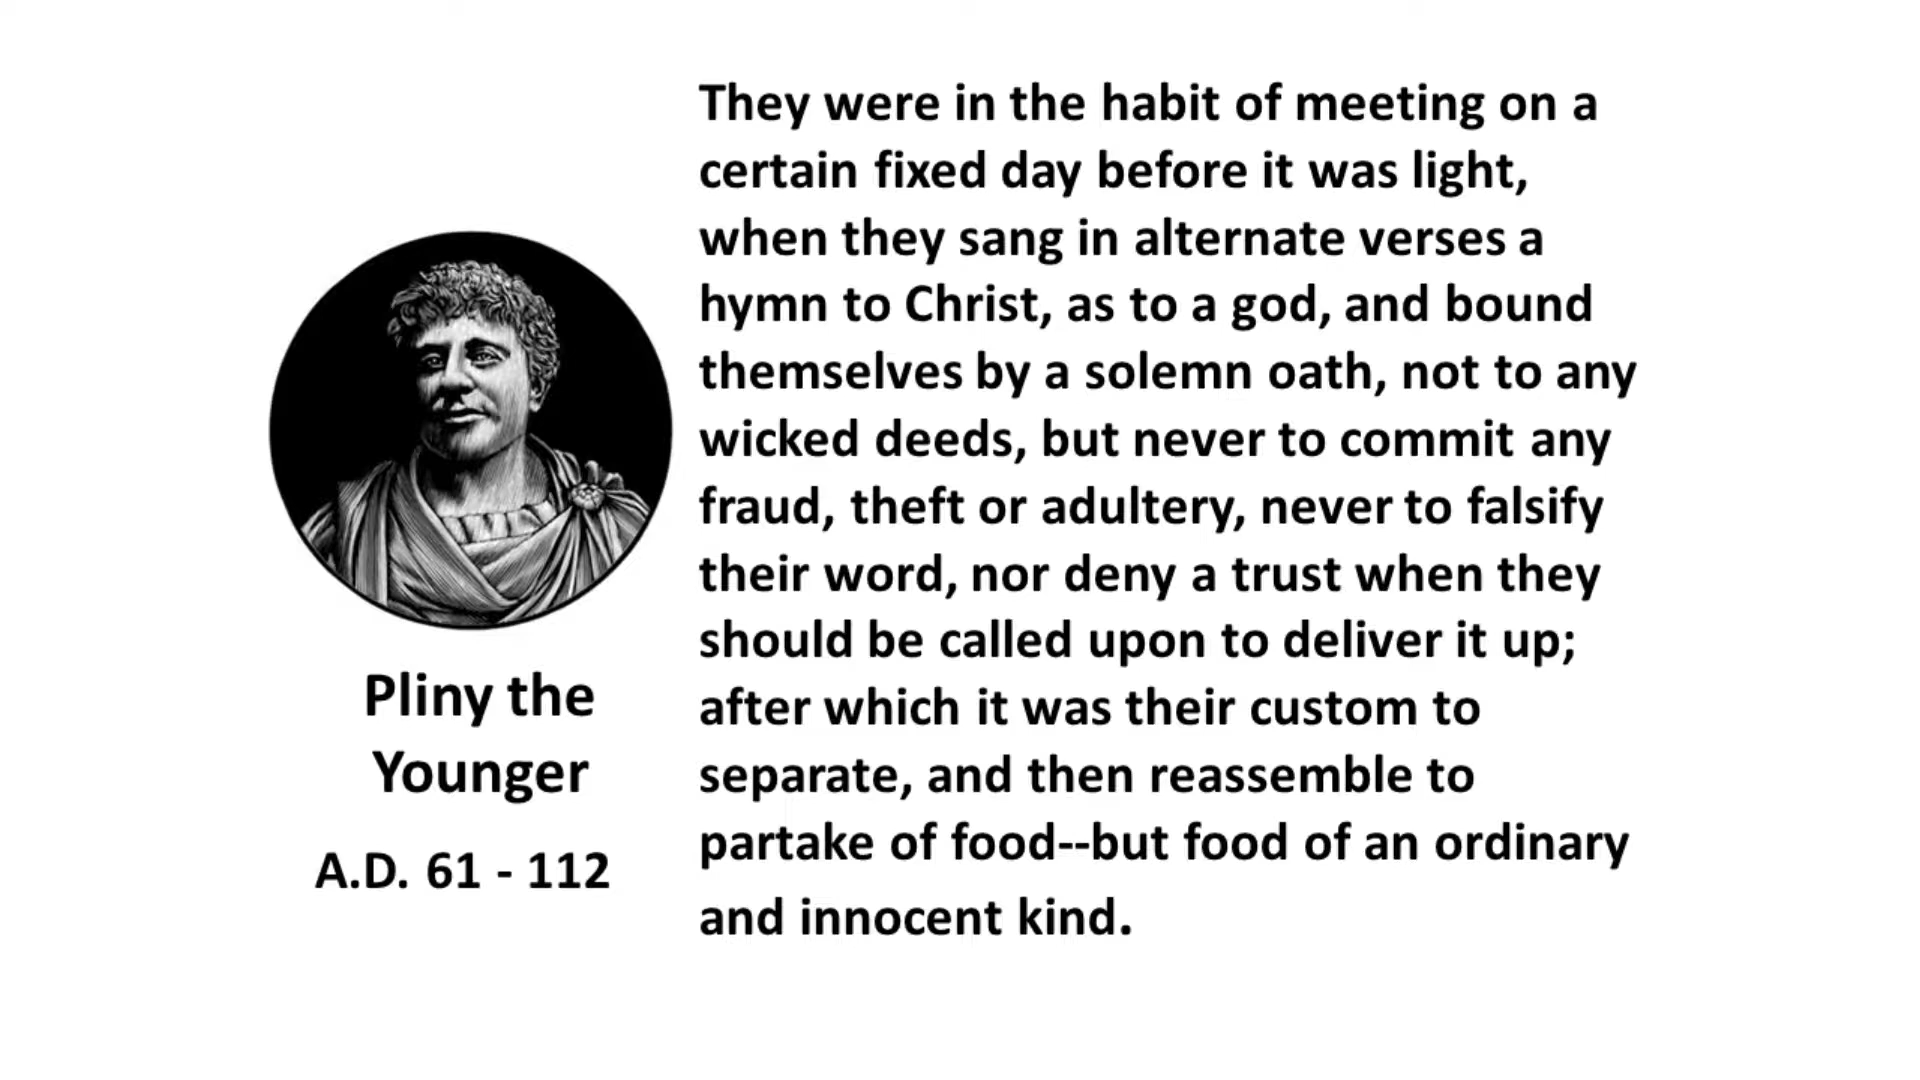 They were in the habit of meeting on a
certain fixed day before it was light,
when they sang in alternate verses a
hymn to Christ, as to a god, and bound
themselves by a solemn oath, not to any
wicked deeds, but never to commit any
fraud, theft or adultery, never to falsify
their word, nor deny a trust when they
should be called upon to deliver it up;
after which it was their custom to
separate, and then reassemble to
partake of food--but food of an ordinary
and innocent kind.
Pliny the
Younger
A.D. 61 - 112